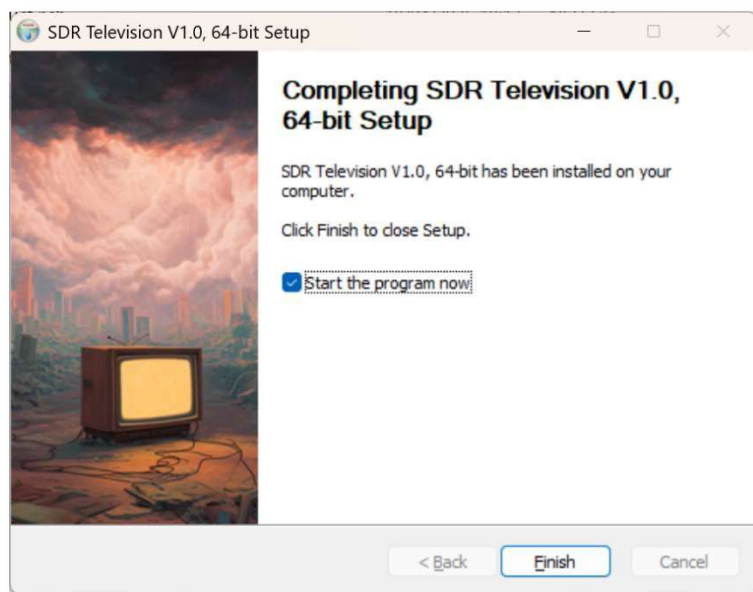 SDR Television V1.0, 64-bit Setup
Completing SDR Television V1.0,
64-bit Setup
SDR Television V1.0, 64-bit has been installed on your
computer.
Click Finish to close Setup.
Start the program now
< Back
Finish
Cancel